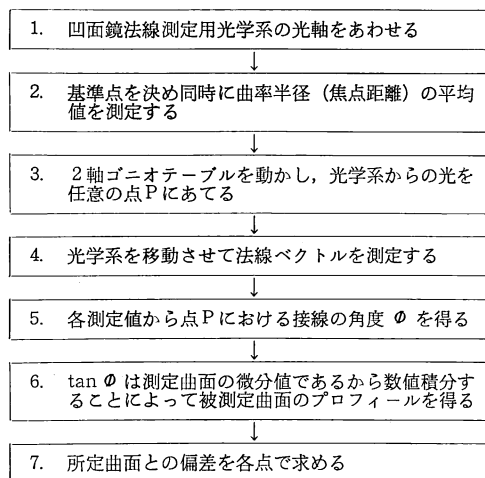 1. 凹面鏡法線測定用光学系の光軸をあわせる
↓
2. 基準点を決め同時に曲率半径(焦点距離)の平均
値を測定する
↓
3. 2軸ゴニオテーブルを動かし,光学系からの光を
任意の点Pにあてる
↓
4. 光学系を移動させて法線ベクトルを測定する
↓
5. 各測定値から点Pにおける接線の角度 Φ を得る
↓
6. tan Φ は測定曲面の微分値であるから数値積分す
ることによって被測定曲面のプロフィールを得る
↓
7. 所定曲面との偏差を各点で求める